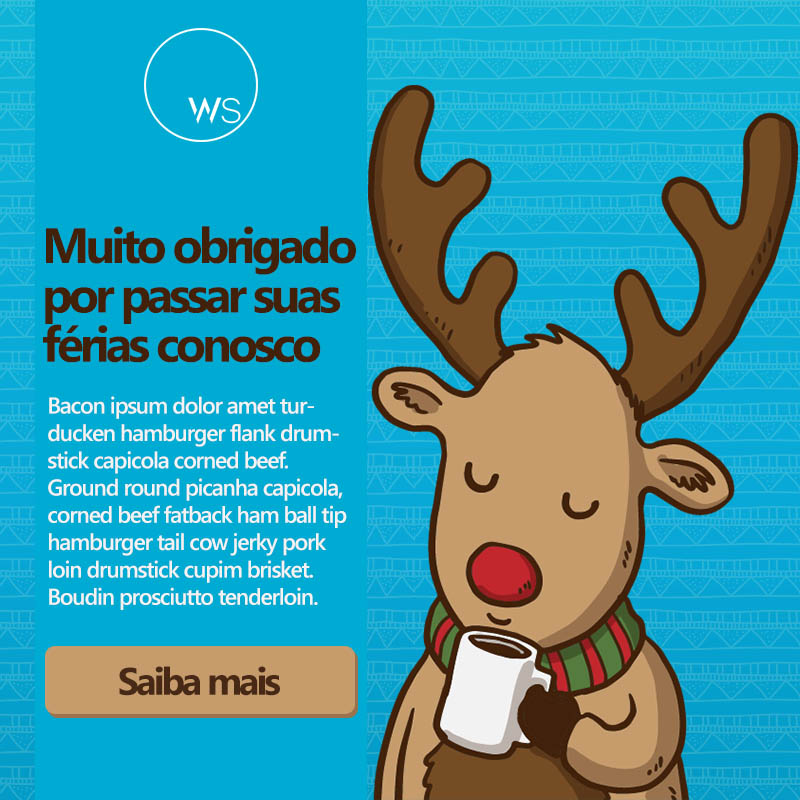 WS
Muito obrigado
por passar suas
férias conosco
Bacon ipsum dolor amet tur-
ducken hamburger flank drum-
stick capicola corned beef.
Ground round picanha capicola,
corned beef fatback ham ball tip
hamburger tail cow jerky pork
loin drumstick cupim brisket.
Boudin prosciutto tenderloin.
Saiba mais